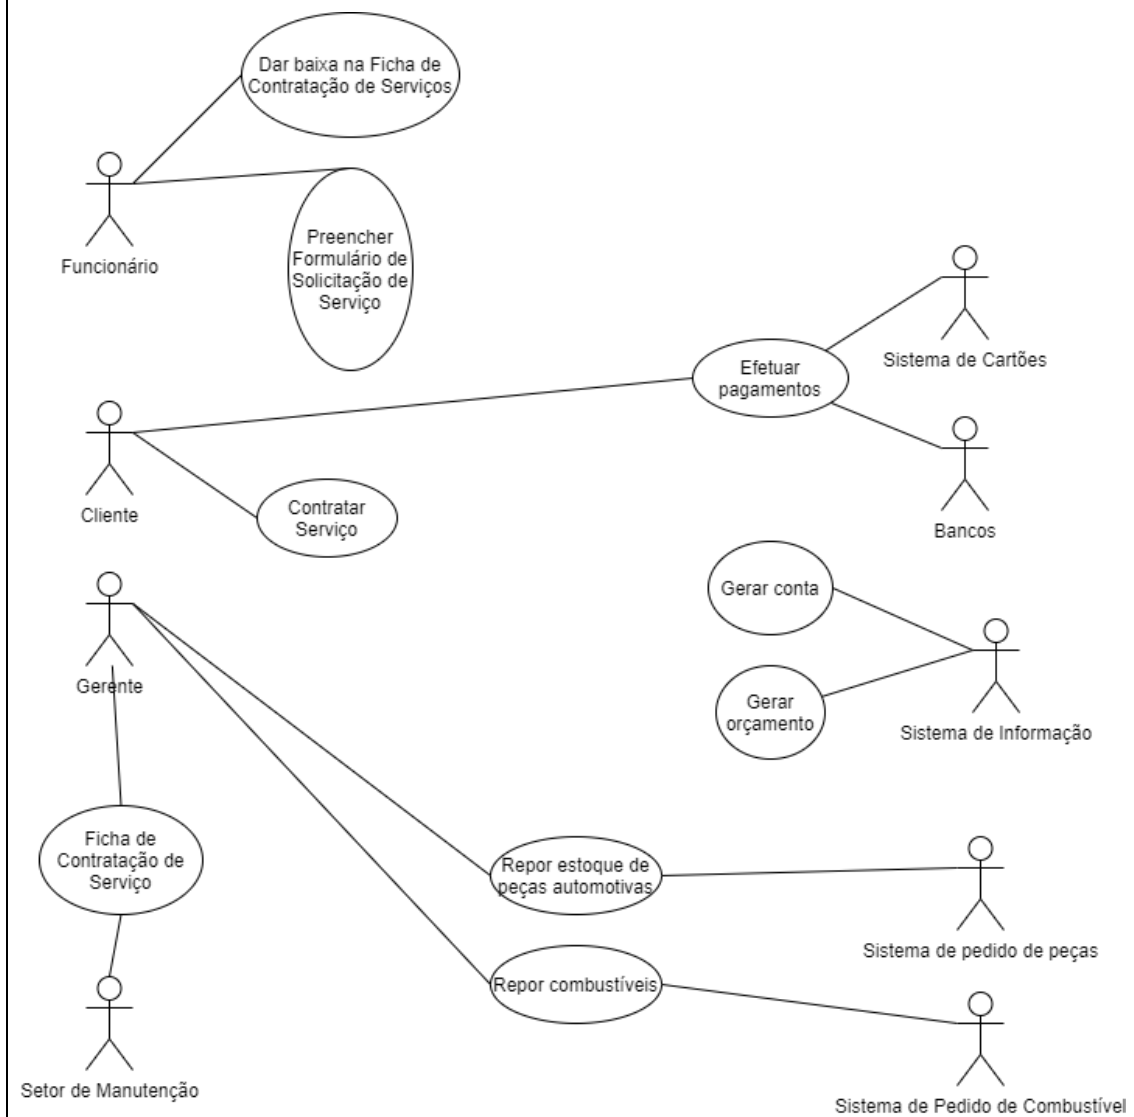 Dar baixa na Ficha de
Contratação de Serviços
Funcionário
Preencher
Formulário de
Solicitação de
Serviço
Sistema de Cartões
Efetuar
pagamentos
Cliente
Contratar
Serviço
Bancos
Gerar conta
Gerente
Gerar
orçamento
Sistema de Informação
Ficha de
Contratação de
Serviço
Repor estoque de
peças automotivas
Sistema de pedido de peças
Repor combustíveis
Setor de Manutenção
Sistema de Pedido de Combustível